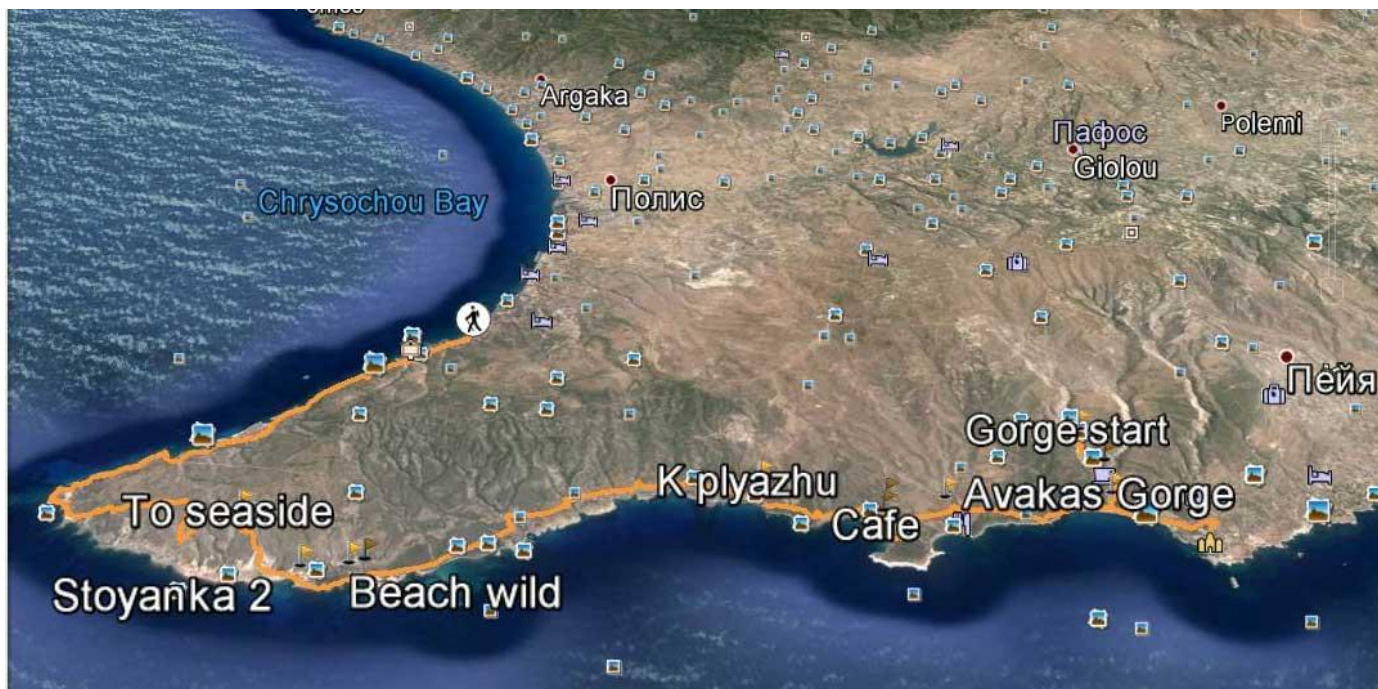 Argaka
Polemi
Пафос
Giolou
Chrysochou Bay
Полис
Пейя
Gorge start
K plyazhu
Avakas Gorge
To seaside
Cafe
Stoyanka 2
Beach wild